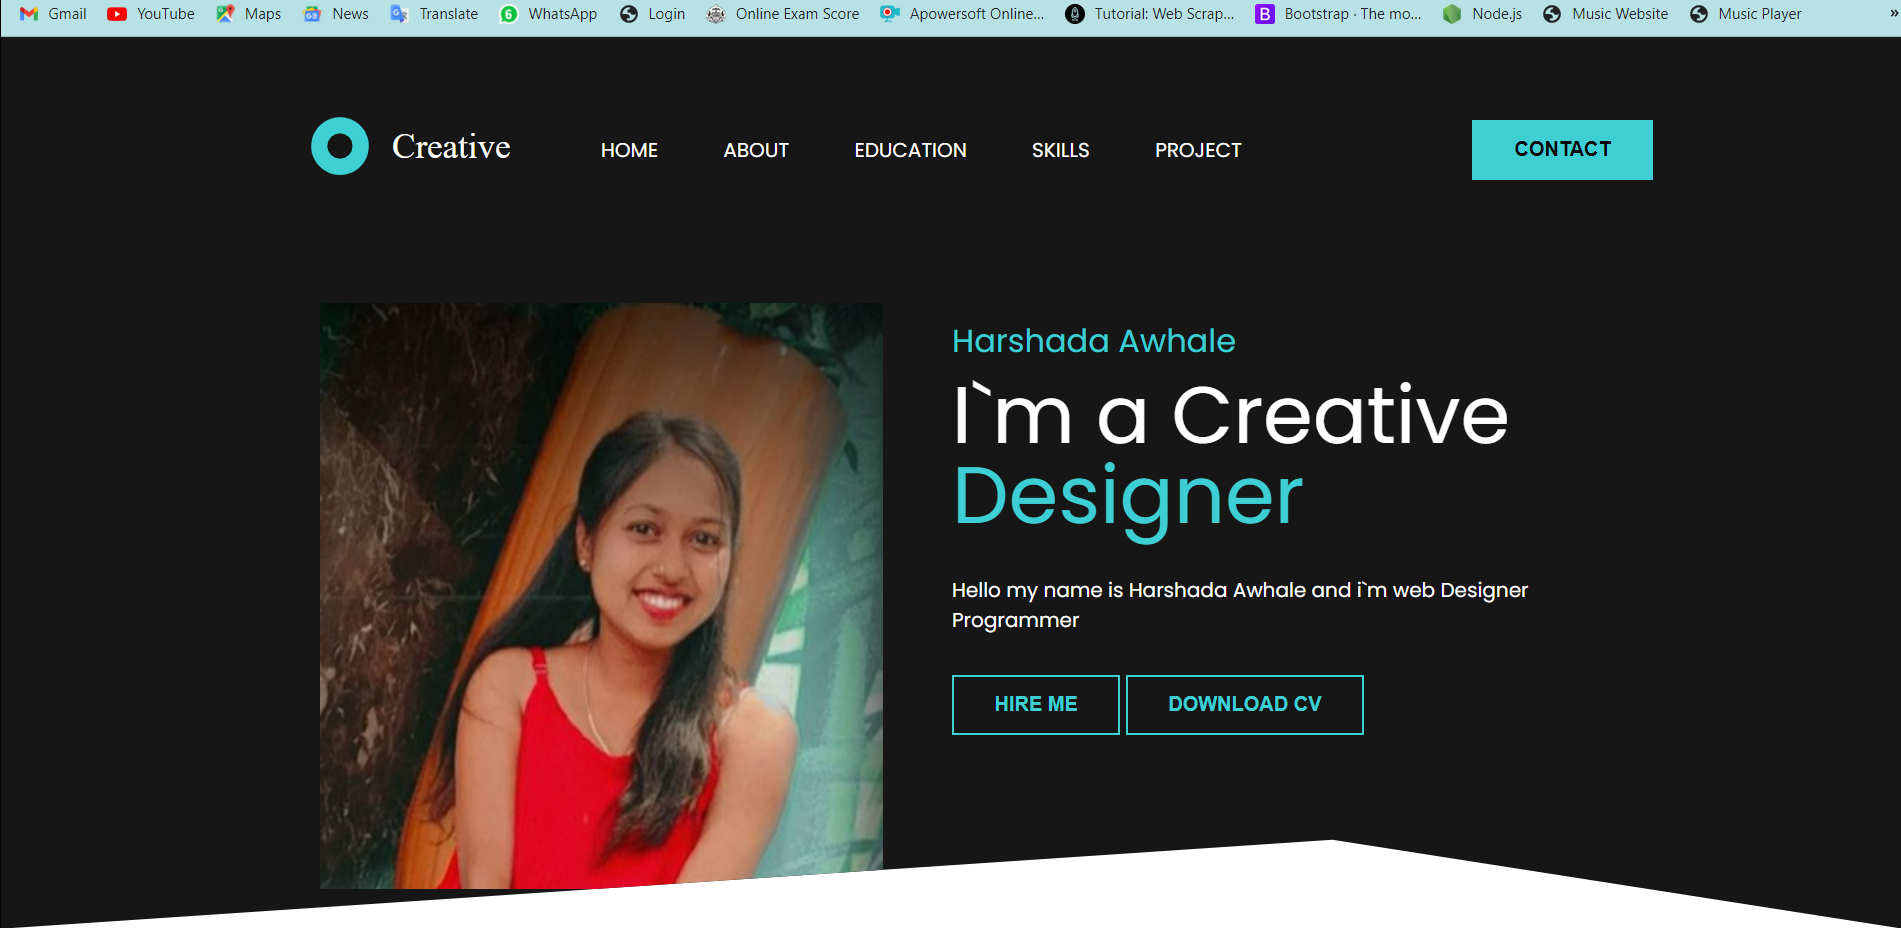 Gmail YouTube Maps News Translate WhatsApp Login Online Exam Score Apowersoft Online... Tutorial: Web Scrap... Bootstrap · The mo... Node.js Music Website Music Player »
Creative HOME ABOUT EDUCATION SKILLS PROJECT CONTACT
Harshada Awhale
I`m a Creative
Designer
Hello my name is Harshada Awhale and i`m web Designer
Programmer
HIRE ME DOWNLOAD CV